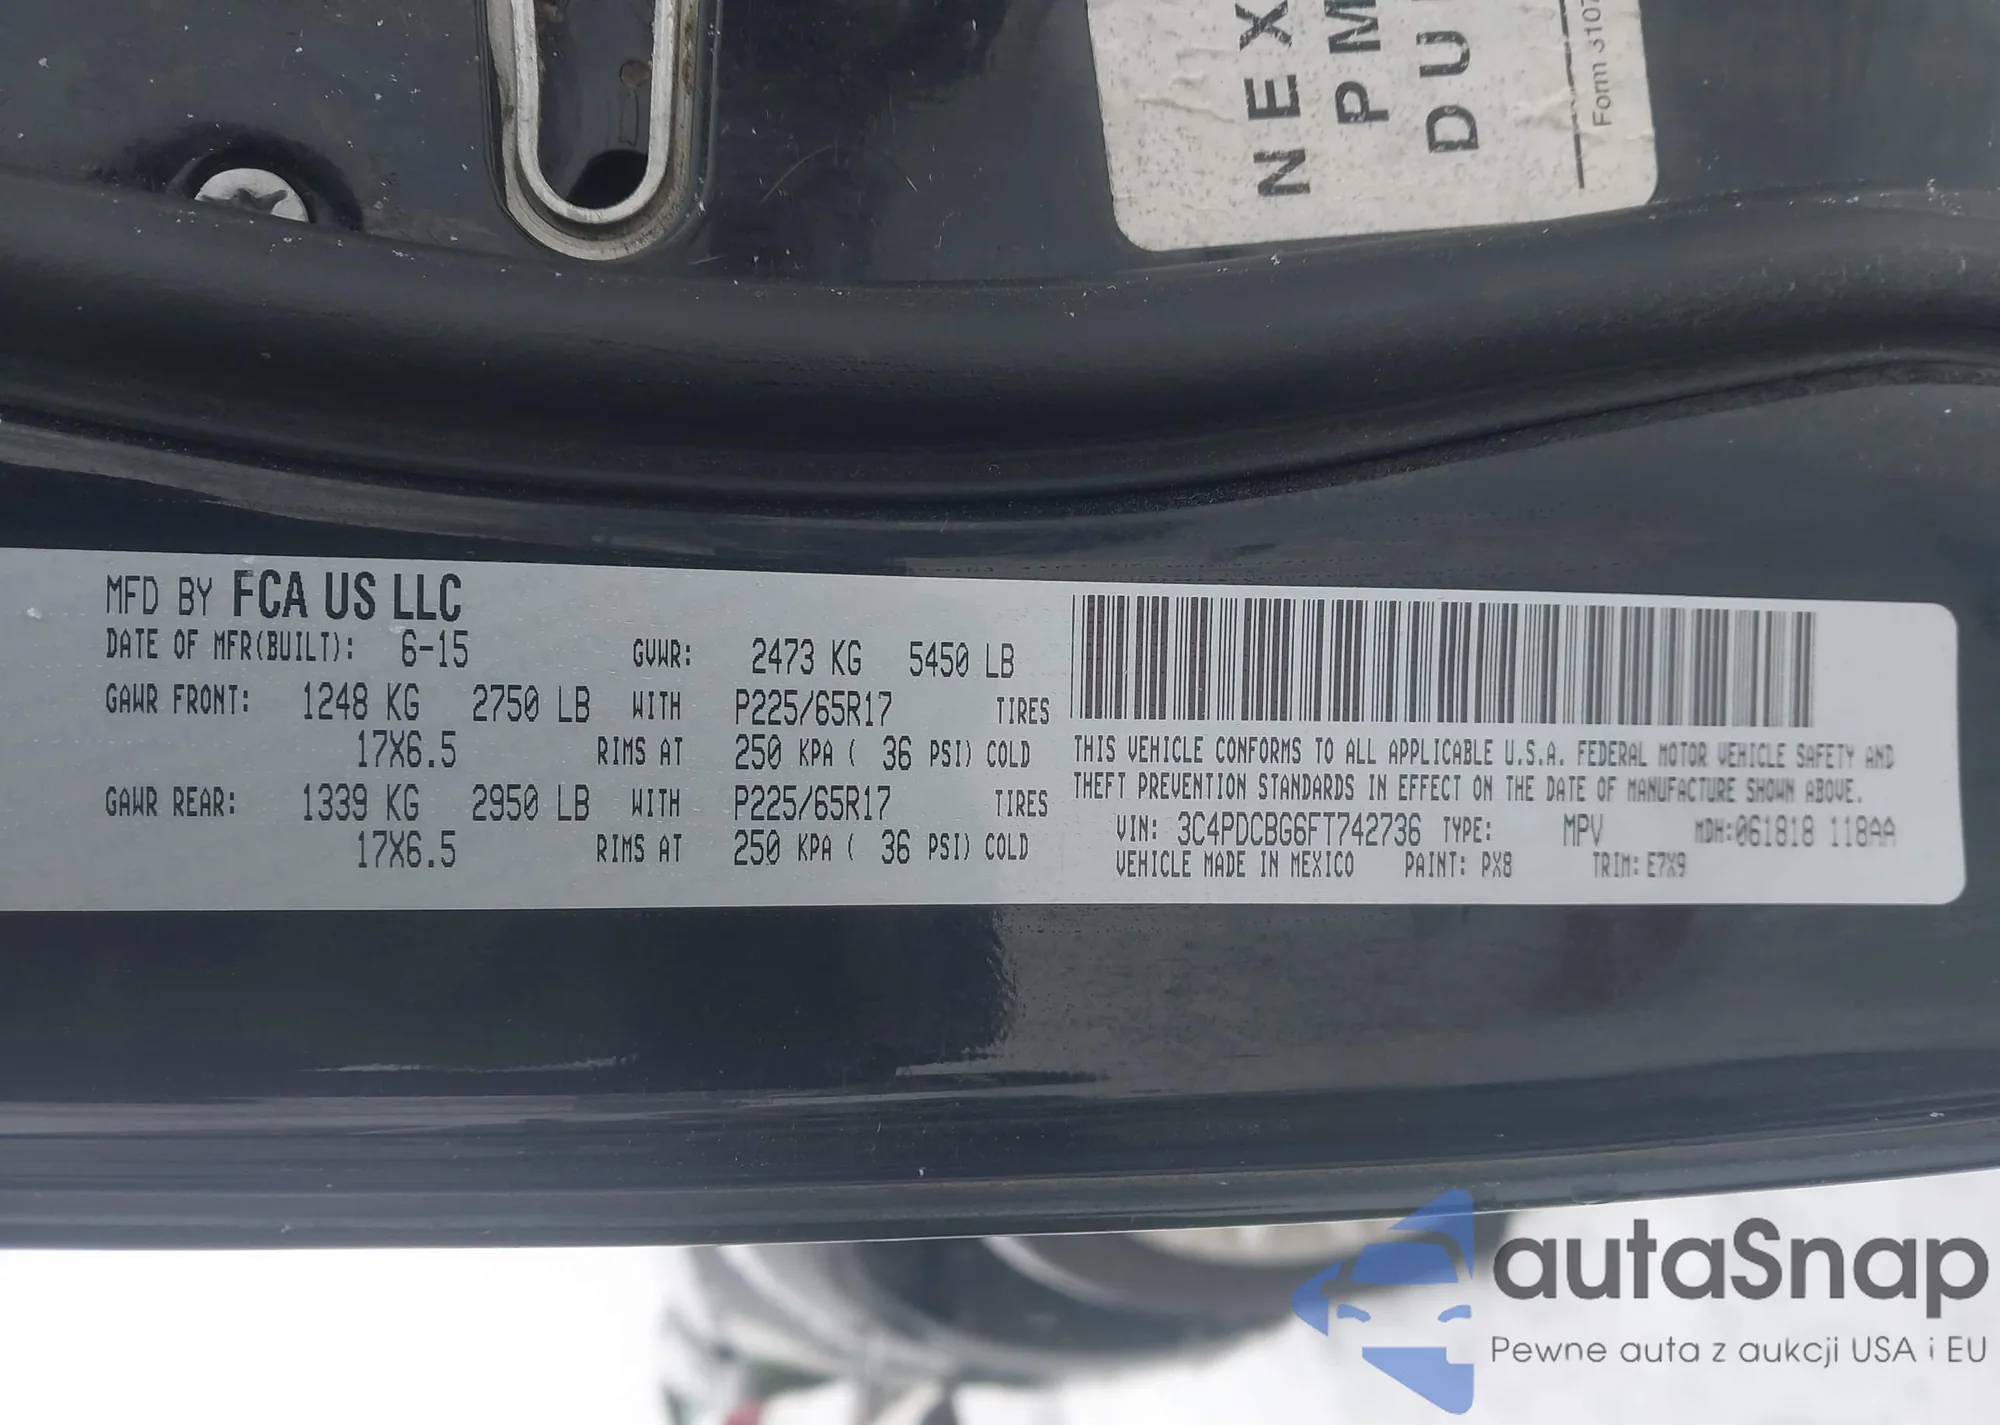 NEX
PM
DU
Form 3107
MFD BY FCA US LLC
DATE OF MFR(BUILT): 6-15 GVWR: 2473 KG 5450 LB
GAWR FRONT: 1248 KG 2750 LB WITH P225/65R17 TIRES
17X6.5 RIMS AT 250 KPA ( 36 PSI) COLD
GAWR REAR: 1339 KG 2950 LB WITH P225/65R17 TIRES
17X6.5 RIMS AT 250 KPA ( 36 PSI) COLD
THIS VEHICLE CONFORMS TO ALL APPLICABLE U.S.A. FEDERAL MOTOR VEHICLE SAFETY AND
THEFT PREVENTION STANDARDS IN EFFECT ON THE DATE OF MANUFACTURE SHOWN ABOVE.
VIN: 3C4PDCBG6FT742736 TYPE: MPV MDH:061818 118AA
VEHICLE MADE IN MEXICO PAINT: PX8 TRIM: E7X9
autaSnap
Pewne auta z aukcji USA i EU